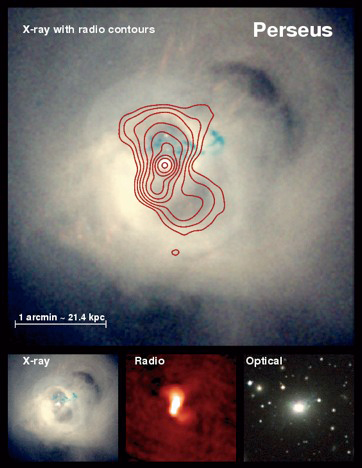 X-ray with radio contours
Perseus
1 arcmin ~ 21.4 kpc
X-ray
Radio
Optical